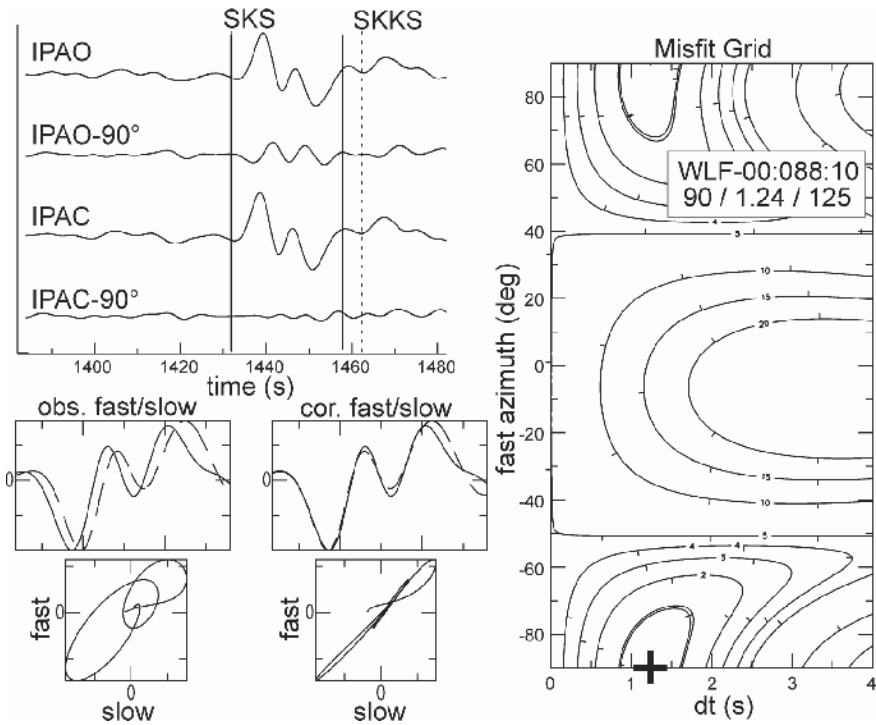 SKS
SKKS
IPAO
IPAO-90°
IPAC
IPAC-90°
1400 1420 1440 1460 1480
time (s)
obs. fast/slow
cor. fast/slow
0
0
fast
0
0
slow
fast
0
0
slow
Misfit Grid
WLF-00:088:10
90 / 1.24 / 125
fast azimuth (deg)
80
60
40
20
0
-20
-40
-60
-80
4
5
10
15
20
15
10
5
4 4
3
2
0 1 2 3 4
dt (s)